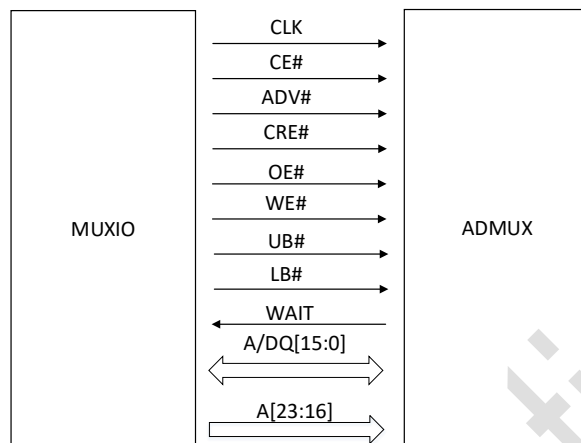 CLK
CE#
ADV#
CRE#
OE#
WE#
MUXIO
ADMUX
UB#
LB#
WAIT
A/DQ[15:0]
A[23:16]